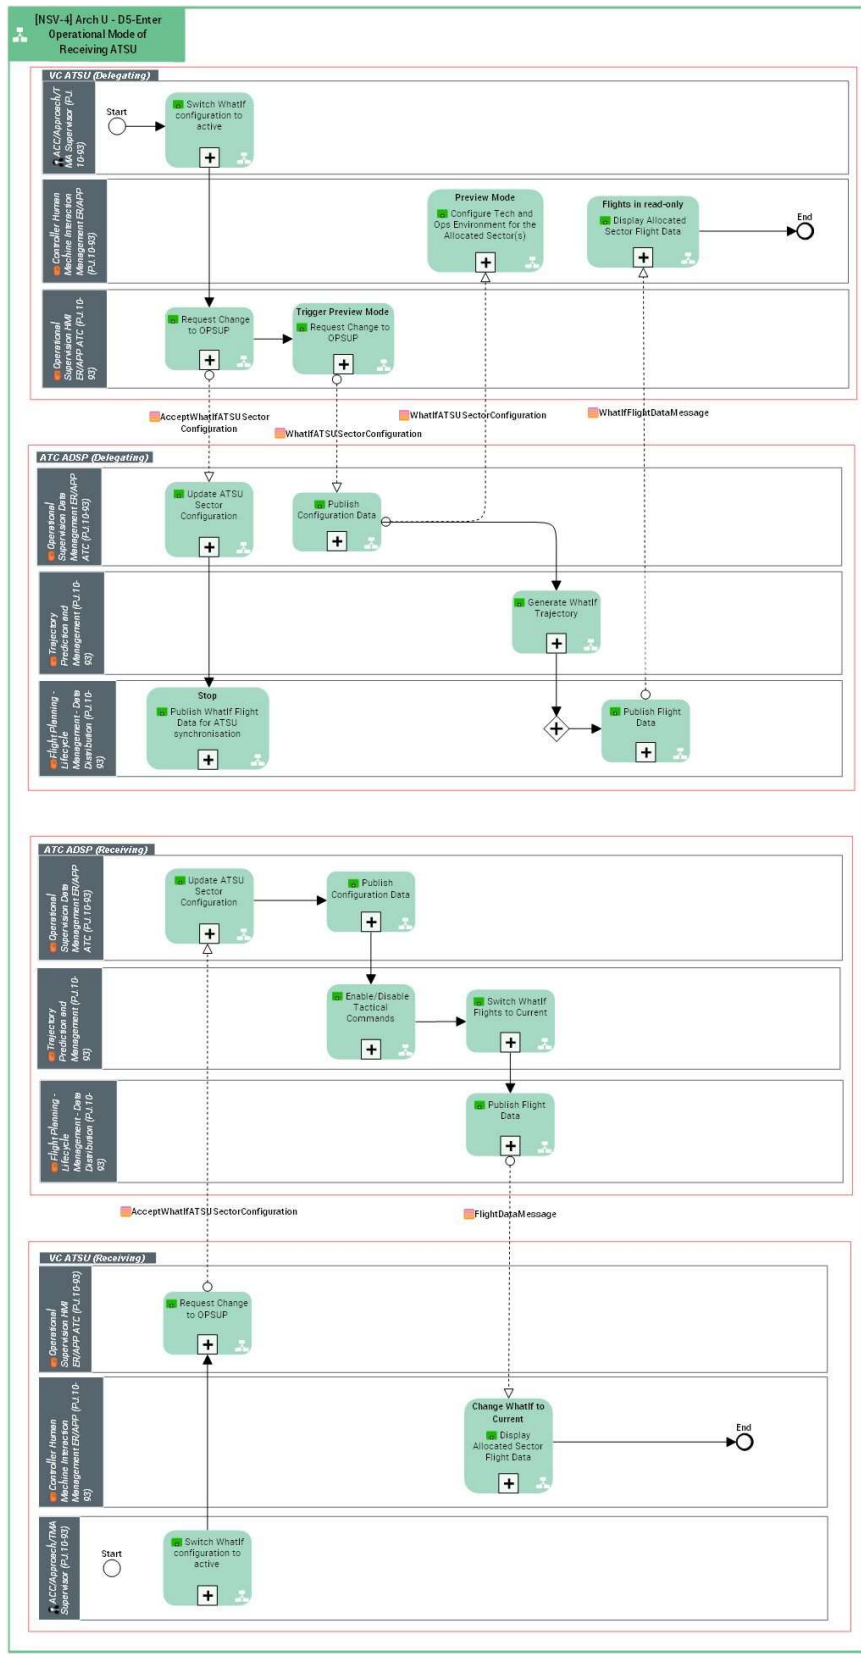 [NSV-4] Arch U - D5-Enter
Operational Mode of
Receiving ATSU
VC ATSU (Delegating)
ACC/Approach/T
MA Supervisor (PJ.
10-93)
Start
Switch WhatIf
configuration to
active
Controller Human
Machine Interaction
Management ER/APP
(PJ.10-93)
Preview Mode
Configure Tech and
Ops Environment for the
Allocated Sector(s)
Flights in read-only
Display Allocated
Sector Flight Data
End
Operational
Supervision HMI
ER/APP ATC (PJ.10-
93)
Request Change
to OPSUP
Trigger Preview Mode
Request Change to
OPSUP
AcceptWhatIfATSUSector
Configuration
WhatIfATSUSectorConfiguration
WhatIfATSUSectorConfiguration
WhatIfFlightDataMessage
ATC ADSP (Delegating)
Operational
Supervision Data
Management ER/APP
ATC (PJ.10-93)
Update ATSU
Sector
Configuration
Publish
Configuration Data
Trajectory
Prediction and
Management (PJ.10-
93)
Generate WhatIf
Trajectory
Flight Planning -
Lifecycle
Management - Data
Distribution (PJ.10-
93)
Stop
Publish WhatIf Flight
Data for ATSU
synchronisation
Publish Flight
Data
ATC ADSP (Receiving)
Operational
Supervision Data
Management ER/APP
ATC (PJ.10-93)
Update ATSU
Sector
Configuration
Publish
Configuration Data
Trajectory
Prediction and
Management (PJ.10-
93)
Enable/Disable
Tactical
Commands
Switch WhatIf
Flights to Current
Flight Planning -
Lifecycle
Management - Data
Distribution (PJ.10-
93)
Publish Flight
Data
AcceptWhatIfATSUSectorConfiguration
FlightDataMessage
VC ATSU (Receiving)
Operational
Supervision HMI
ER/APP ATC (PJ.10-93)
Request Change
to OPSUP
Controller Human
Machine Interaction
Management ER/APP (PJ.10-
93)
Change WhatIf to
Current
Display
Allocated Sector
Flight Data
End
ACC/Approach/TMA
Supervisor (PJ.10-93)
Start
Switch WhatIf
configuration to
active